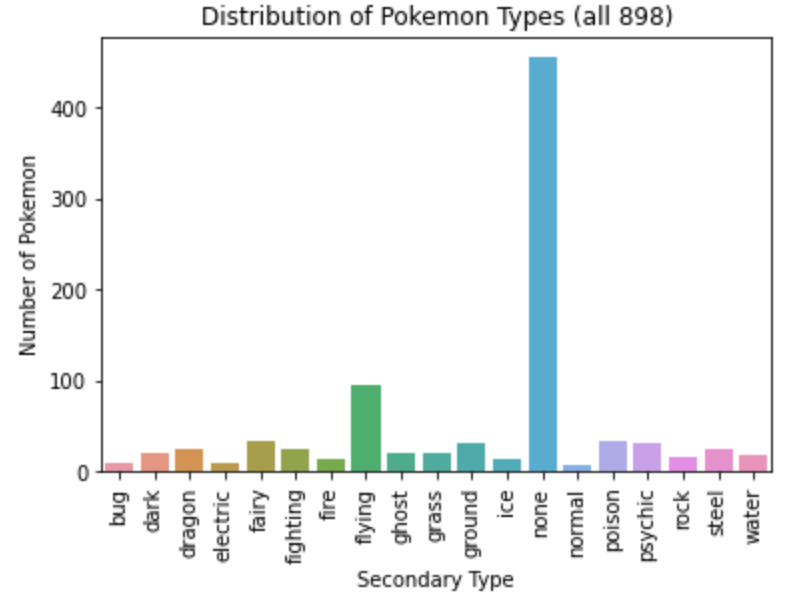 Distribution of Pokemon Types (all 898)
Number of Pokemon
400
300
200
100
0
bug
dark
dragon
electric
fairy
fighting
fire
flying
ghost
grass
ground
ice
none
normal
poison
psychic
rock
steel
water
Secondary Type